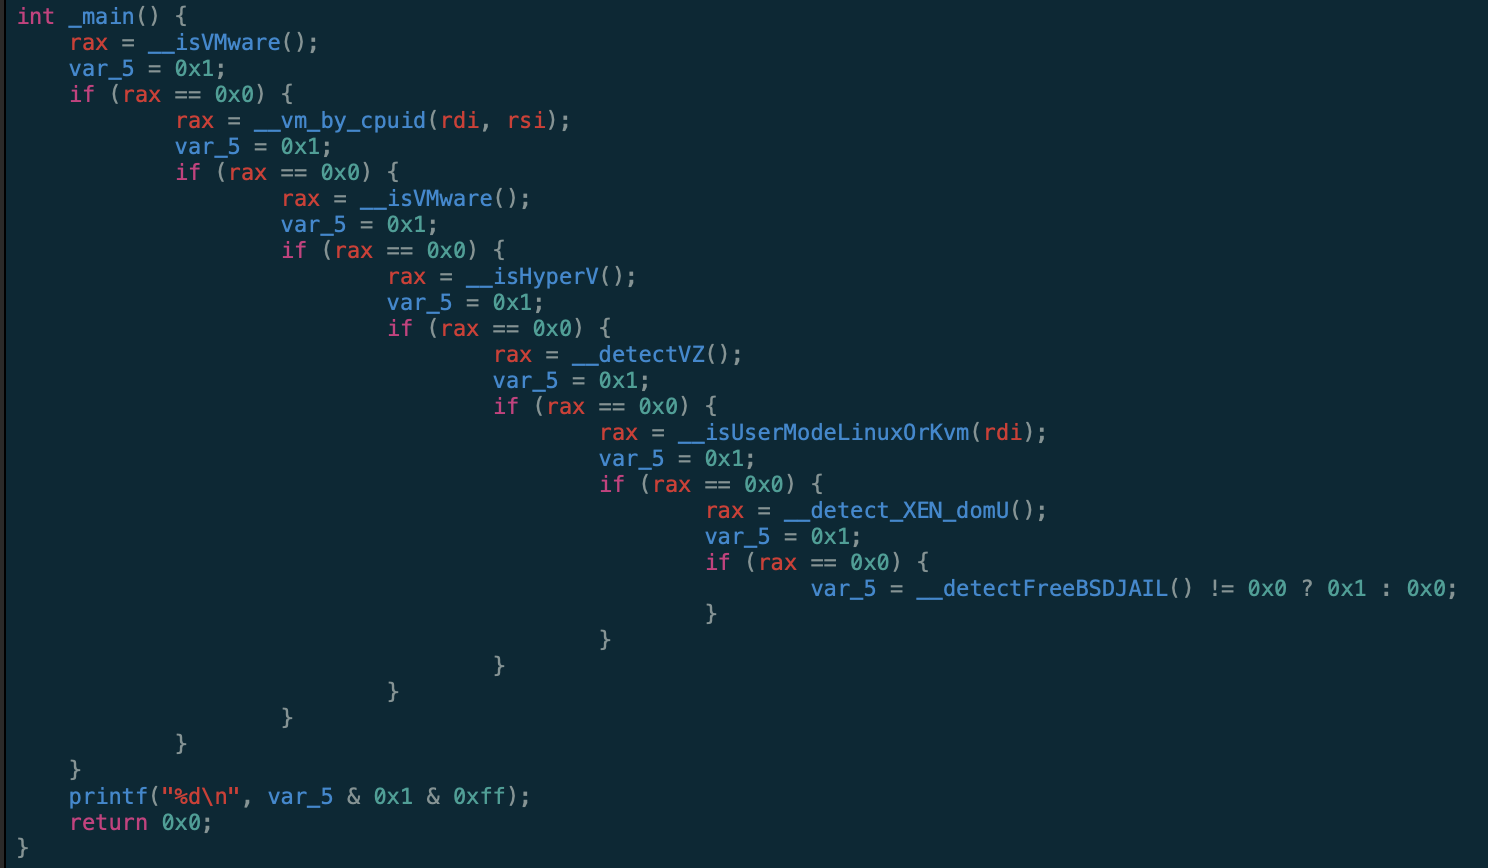 int _main() {
    rax = __isVMware();
    var_5 = 0x1;
    if (rax == 0x0) {
            rax = __vm_by_cpuid(rdi, rsi);
            var_5 = 0x1;
            if (rax == 0x0) {
                    rax = __isVMware();
                    var_5 = 0x1;
                    if (rax == 0x0) {
                            rax = __isHyperV();
                            var_5 = 0x1;
                            if (rax == 0x0) {
                                    rax = __detectVZ();
                                    var_5 = 0x1;
                                    if (rax == 0x0) {
                                            rax = __isUserModeLinuxOrKvm(rdi);
                                            var_5 = 0x1;
                                            if (rax == 0x0) {
                                                    rax = __detect_XEN_domU();
                                                    var_5 = 0x1;
                                                    if (rax == 0x0) {
                                                            var_5 = __detectFreeBSDJAIL() != 0x0 ? 0x1 : 0x0;
                                                    }
                                            }
                                    }
                            }
                    }
            }
    }
    printf("%d\n", var_5 & 0x1 & 0xff);
    return 0x0;
}